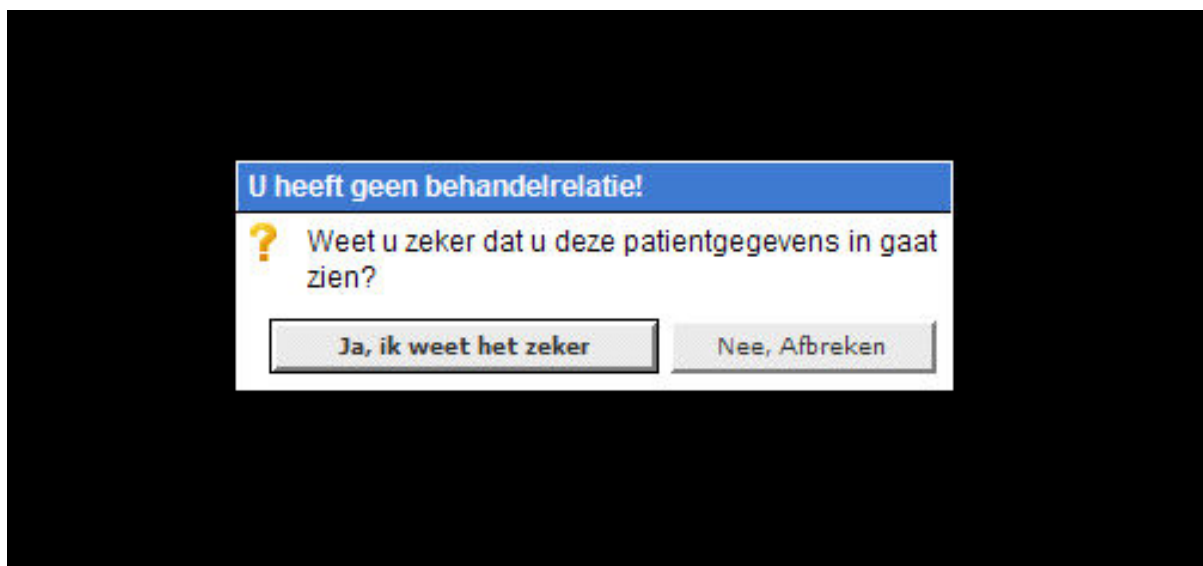 U heeft geen behandelrelatie!
Weet u zeker dat u deze patientgegevens in gaat
zien?
Ja, ik weet het zeker
Nee, Afbreken